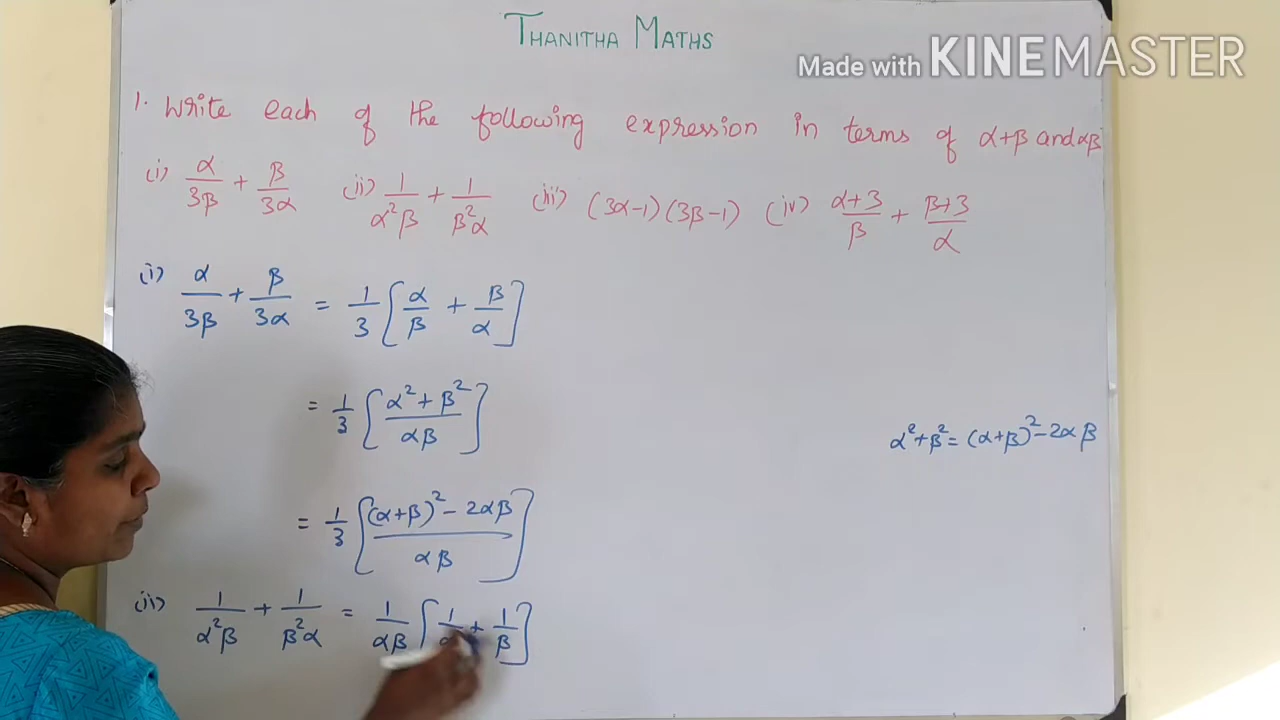 THANITHA MATHS
Made with KINEMASTER
1. Write each of the following expression in terms of α+β and αβ
(i) α/3β + β/3α (ii) 1/α²β + 1/β²α (iii) (3α-1)(3β-1) (iv) α+3/β + β+3/α
(i) α/3β + β/3α = 1/3 [α/β + β/α]
= 1/3 [α²+β²/αβ]
α²+β² = (α+β)²-2αβ
= 1/3 [(α+β)²-2αβ/αβ]
(ii) 1/α²β + 1/β²α = 1/αβ [1/α + 1/β]